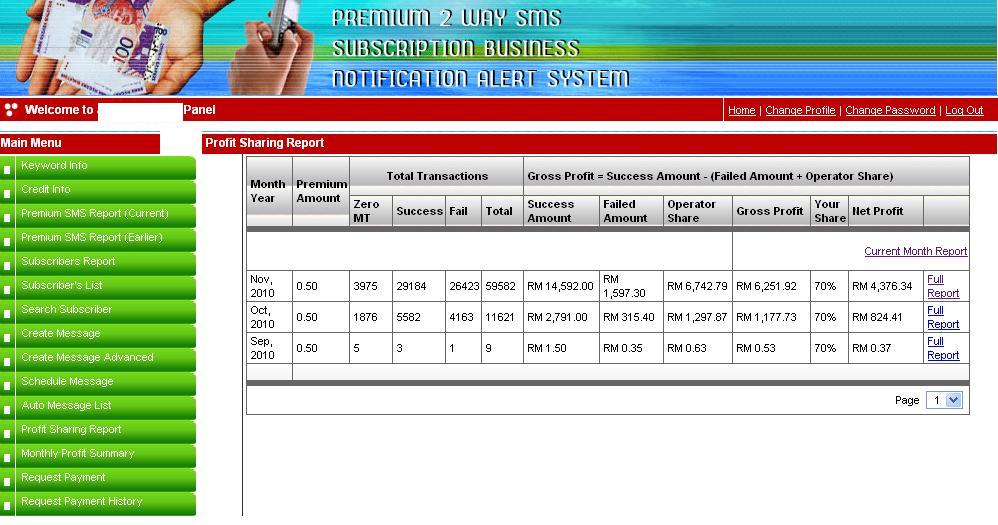 PREMIUM 2 WAY SMS
SUBSCRIPTION BUSINESS
NOTIFICATION ALERT SYSTEM
100
Welcome to Panel
Home | Change Profile | Change Password | Log Out
Main Menu
Keyword Info
Credit Info
Premium SMS Report (Current)
Premium SMS Report (Earlier)
Subscribers Report
Subscriber's List
Search Subscriber
Create Message
Create Message Advanced
Schedule Message
Auto Message List
Profit Sharing Report
Monthly Profit Summary
Request Payment
Request Payment History
Profit Sharing Report
Month Year Premium Amount Total Transactions Gross Profit = Success Amount - (Failed Amount + Operator Share)
Zero MT Success Fail Total Success Amount Failed Amount Operator Share Gross Profit Your Share Net Profit
Current Month Report
Nov, 2010 0.50 3975 29184 26423 59582 RM 14,592.00 RM 1,597.30 RM 6,742.79 RM 6,251.92 70% RM 4,376.34 Full Report
Oct, 2010 0.50 1876 5582 4163 11621 RM 2,791.00 RM 315.40 RM 1,297.87 RM 1,177.73 70% RM 824.41 Full Report
Sep, 2010 0.50 5 3 1 9 RM 1.50 RM 0.35 RM 0.63 RM 0.53 70% RM 0.37 Full Report
Page 1